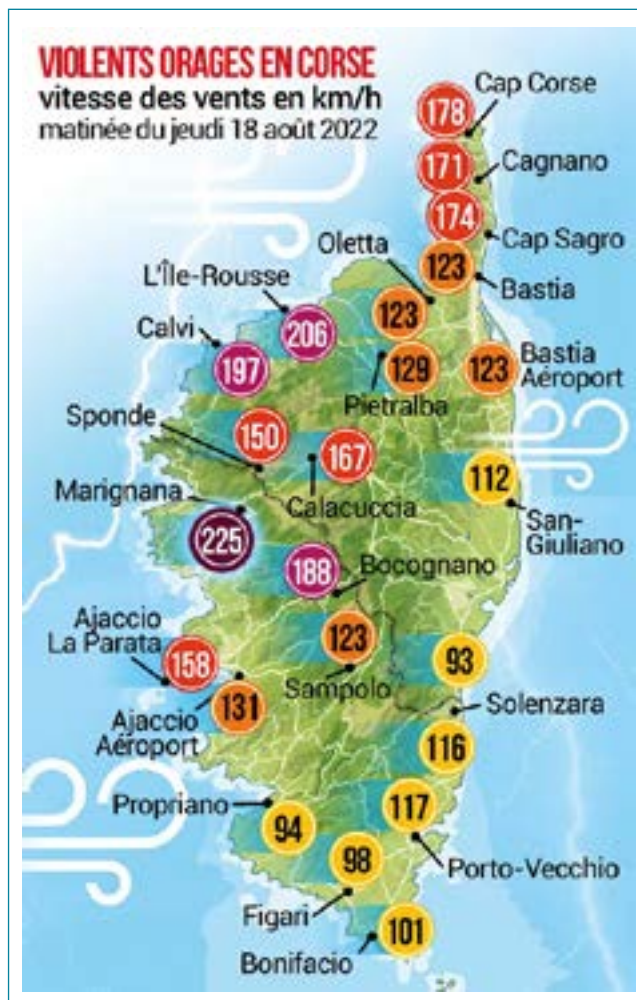 VIOLENTS ORAGES EN CORSE
vitesse des vents en km/h
matinée du jeudi 18 août 2022
178
Cap Corse
171
Cagnano
174
Cap Sagro
Oletta
123
Bastia
L'Île-Rousse
206
123
Calvi
197
129
Pietralba
123
Bastia
Aéroport
Sponde
150
167
Calacuccia
112
San-
Giuliano
Marignana
225
188
Bocognano
Ajaccio
La Parata
158
123
Sampolo
93
Ajaccio
Aéroport
131
Solenzara
116
Propriano
94
117
Porto-Vecchio
98
Figari
101
Bonifacio